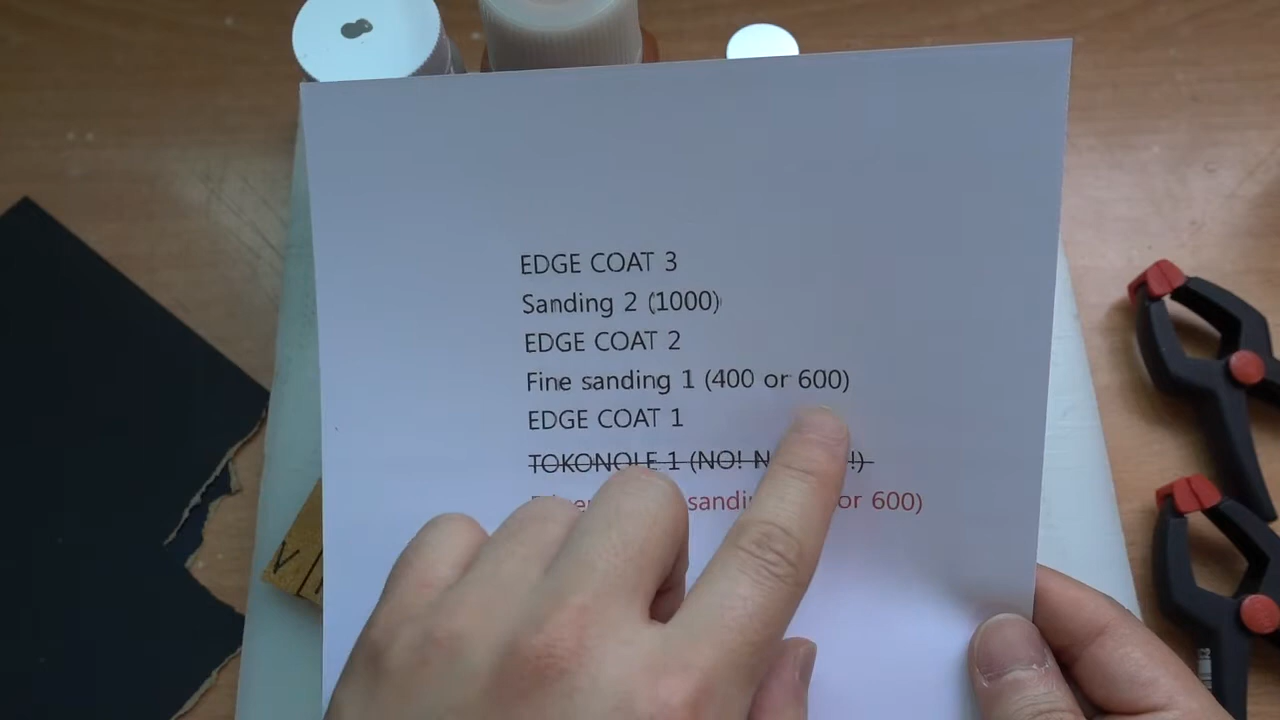 EDGE COAT 3
Sanding 2 (1000)
EDGE COAT 2
Fine sanding 1 (400 or 600)
EDGE COAT 1
TOKONOLE 1 (NO!
or 600)